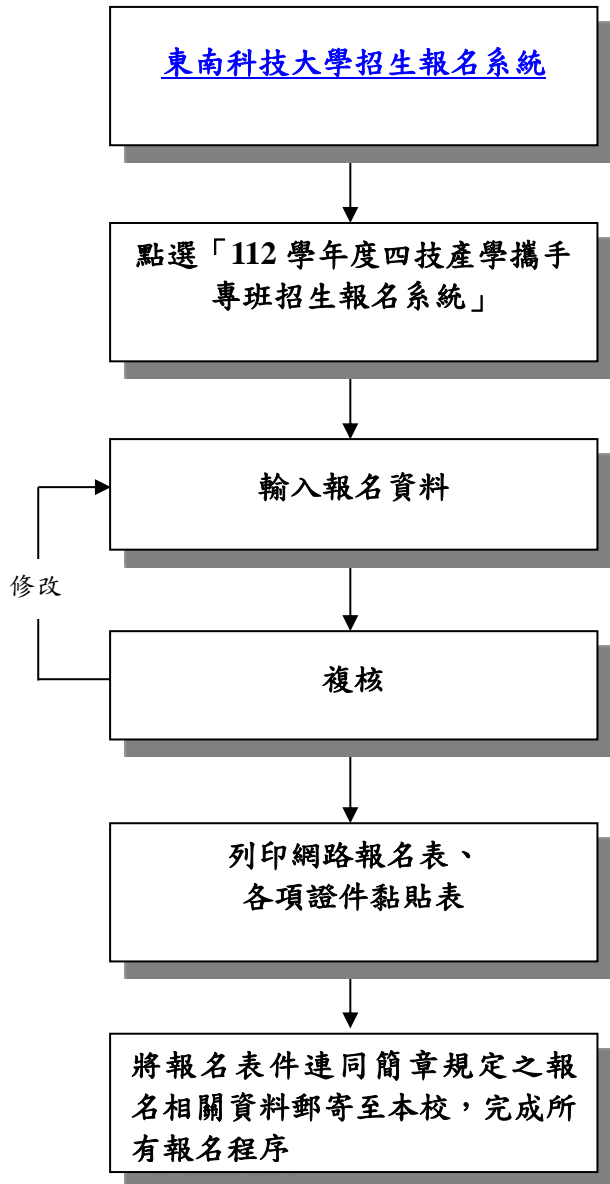 東南科技大學招生報名系統
點選「112 學年度四技產學攜手
專班招生報名系統」
輸入報名資料
修改
複核
列印網路報名表、
各項證件黏貼表
將報名表件連同簡章規定之報
名相關資料郵寄至本校，完成所
有報名程序